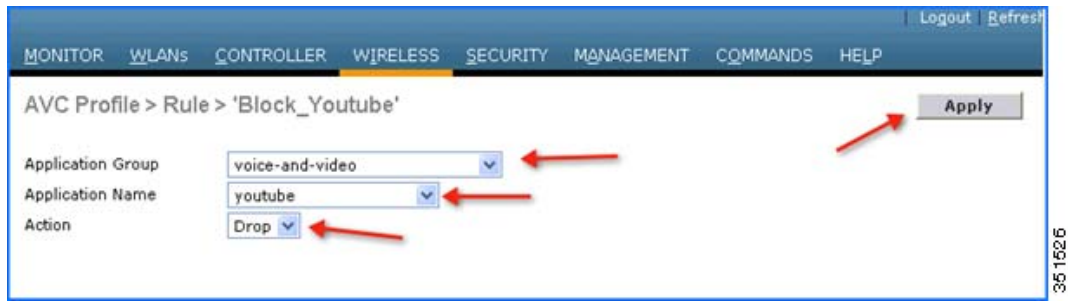 Logout Refresh
MONITOR WLANs CONTROLLER WIRELESS SECURITY MANAGEMENT COMMANDS HELP
AVC Profile > Rule > 'Block_Youtube'
Apply
Application Group voice-and-video
Application Name youtube
Action Drop
351526